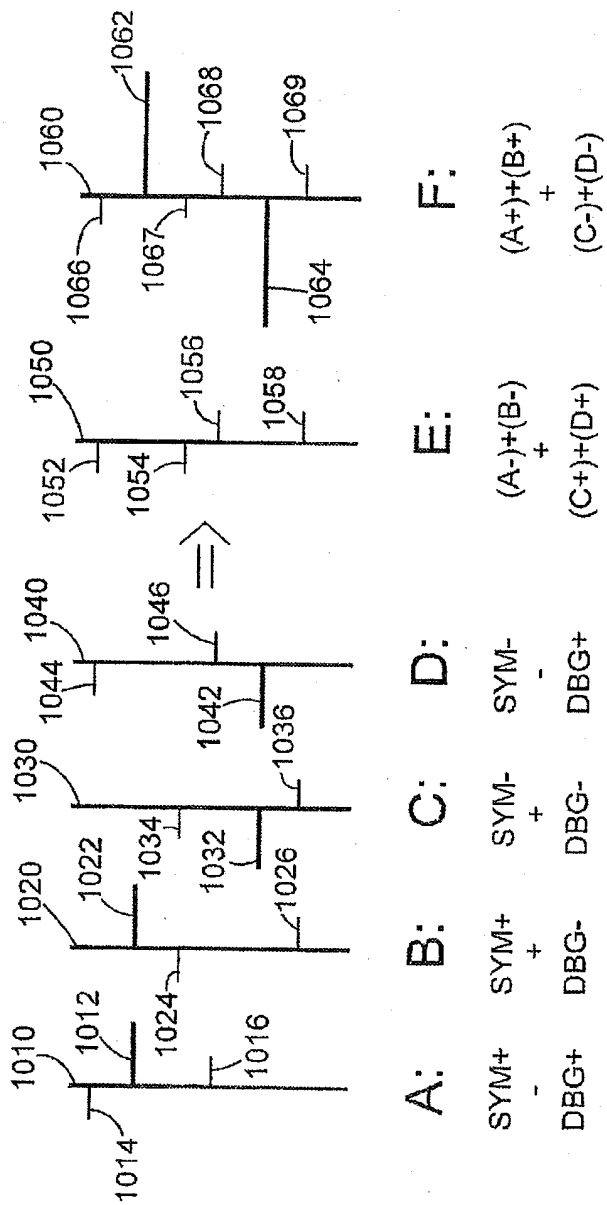 1010
1012
1014
1016
1020
1022
1024
1026
1030
1034
1032
1036
1040
1044
1042
1046
⇒
1050
1052
1054
1056
1058
1060
1062
1066
1067
1068
1064
1069
A:
SYM+
-
DBG+
B:
SYM+
+
DBG-
C:
SYM-
+
DBG-
D:
SYM-
-
DBG+
E:
(A-)+(B-)
+
(C+)+(D+)
F:
(A+)+(B+)
+
(C-)+(D-)